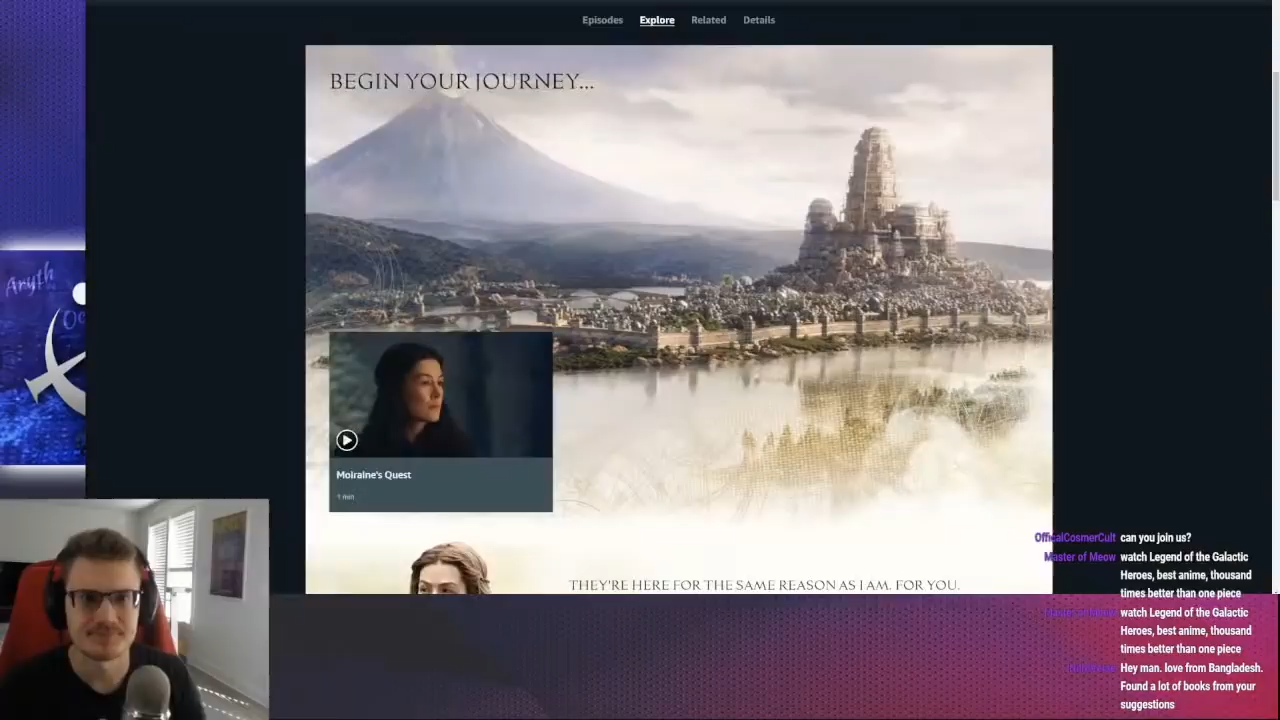 Episodes Explore Related Details
BEGIN YOUR JOURNEY...
Aryth
Moiraine's Quest
1 min
THEY'RE HERE FOR THE SAME REASON AS I AM. FOR YOU.
OfficalCosmerCult can you join us?
Master of Meow watch Legend of the Galactic
Heroes, best anime, thousand
times better than one piece
Master of Meow watch Legend of the Galactic
Heroes, best anime, thousand
times better than one piece
Hey man. love from Bangladesh.
Found a lot of books from your
suggestions